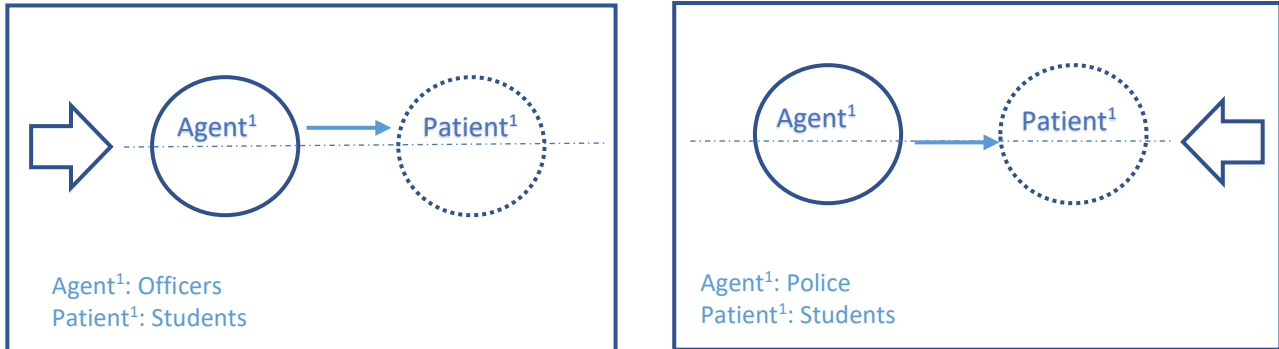 Agent¹
Patient¹
Agent¹: Officers
Patient¹: Students
Agent¹
Patient¹
Agent¹: Police
Patient¹: Students